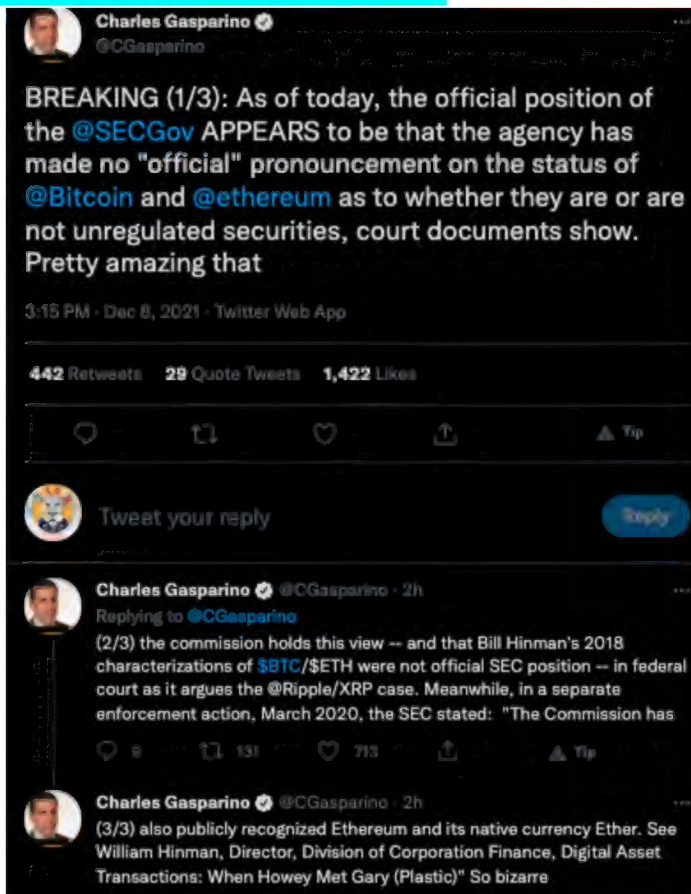 Charles Gasparino
@CGasparino
BREAKING (1/3): As of today, the official position of
the @SECGov APPEARS to be that the agency has
made no "official" pronouncement on the status of
@Bitcoin and @ethereum as to whether they are or are
not unregulated securities, court documents show.
Pretty amazing that
3:15 PM · Dec 8, 2021 · Twitter Web App
442 Retweets 29 Quote Tweets 1,422 Likes
Tip
Tweet your reply
Reply
Charles Gasparino @CGasparino · 2h
Replying to @CGasparino
(2/3) the commission holds this view -- and that Bill Hinman's 2018
characterizations of $BTC/$ETH were not official SEC position -- in federal
court as it argues the @Ripple/XRP case. Meanwhile, in a separate
enforcement action, March 2020, the SEC stated: "The Commission has
131 713 Tip
Charles Gasparino @CGasparino · 2h
(3/3) also publicly recognized Ethereum and its native currency Ether. See
William Hinman, Director, Division of Corporation Finance, Digital Asset
Transactions: When Howey Met Gary (Plastic)" So bizarre